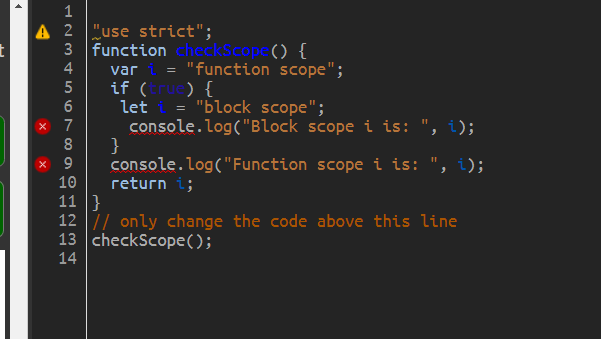 1
2 "use strict";
3 function checkScope() {
4 var i = "function scope";
5 if (true) {
6 let i = "block scope";
7 console.log("Block scope i is: ", i);
8 }
9 console.log("Function scope i is: ", i);
10 return i;
11 }
12 // only change the code above this line
13 checkScope();
14